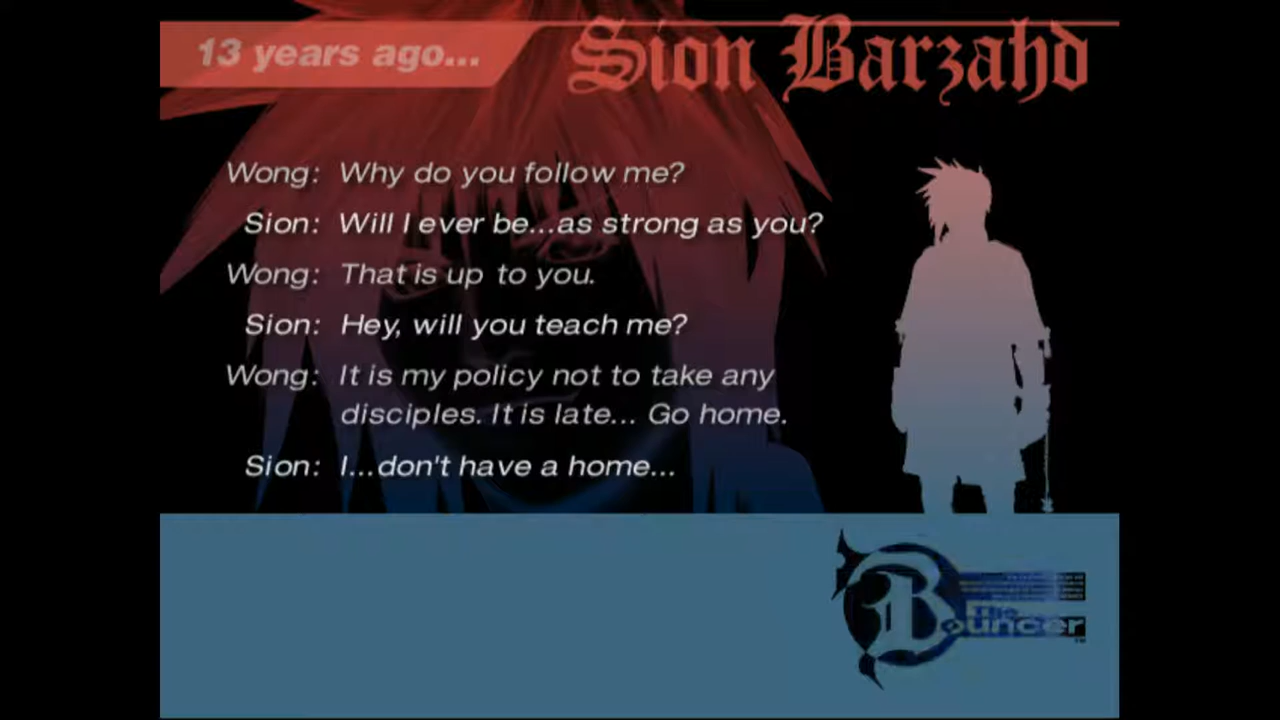 13 years ago...
Sion Barzahd
Wong: Why do you follow me?
Sion: Will I ever be...as strong as you?
Wong: That is up to you.
Sion: Hey, will you teach me?
Wong: It is my policy not to take any
disciples. It is late... Go home.
Sion: I...don't have a home...
The
Bouncer